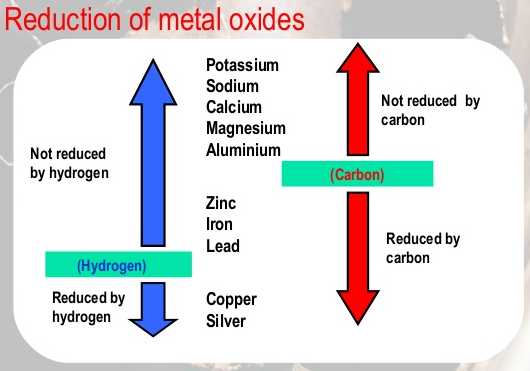 Reduction of metal oxides
Potassium
Sodium
Calcium
Magnesium
Aluminium
Not reduced by
carbon
Not reduced
by hydrogen
(Carbon)
Zinc
Iron
Lead
Reduced by
carbon
(Hydrogen)
Reduced by
hydrogen
Copper
Silver